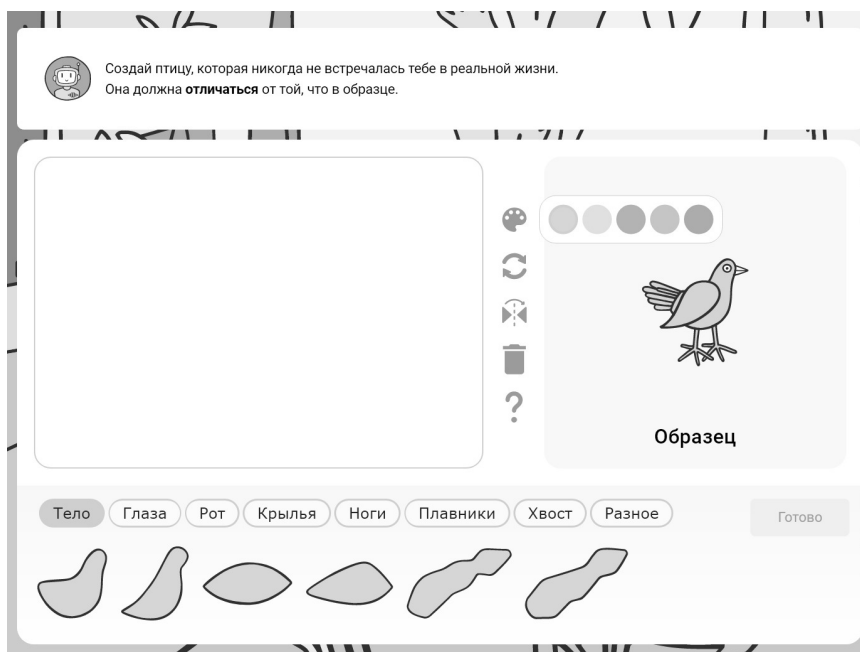 Создай птицу, которая никогда не встречалась тебе в реальной жизни.
Она должна отличаться от той, что в образце.
?
Образец
Тело Глаза Рот Крылья Ноги Плавники Хвост Разное
Готово